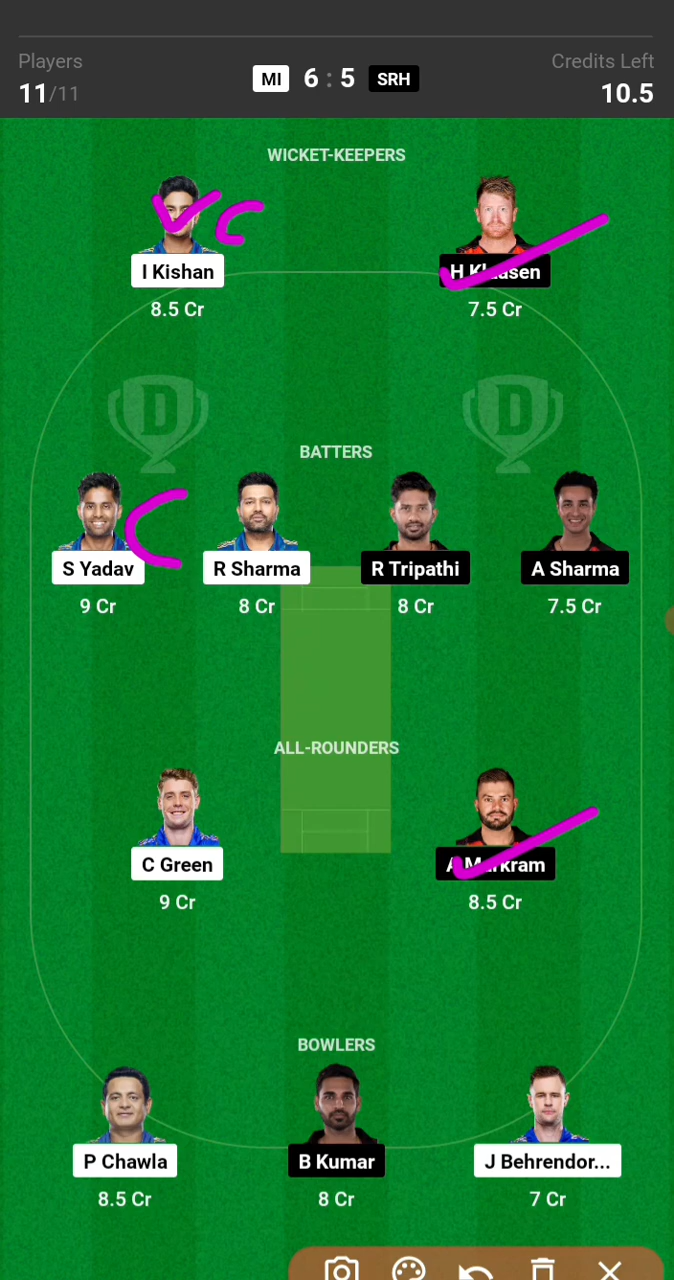 Players
Credits Left
11/11
MI 6 : 5 SRH
10.5
WICKET-KEEPERS
I Kishan
H Klaasen
8.5 Cr
7.5 Cr
BATTERS
S Yadav
R Sharma
R Tripathi
A Sharma
9 Cr
8 Cr
8 Cr
7.5 Cr
ALL-ROUNDERS
C Green
A Markram
9 Cr
8.5 Cr
BOWLERS
P Chawla
B Kumar
J Behrendor...
8.5 Cr
8 Cr
7 Cr